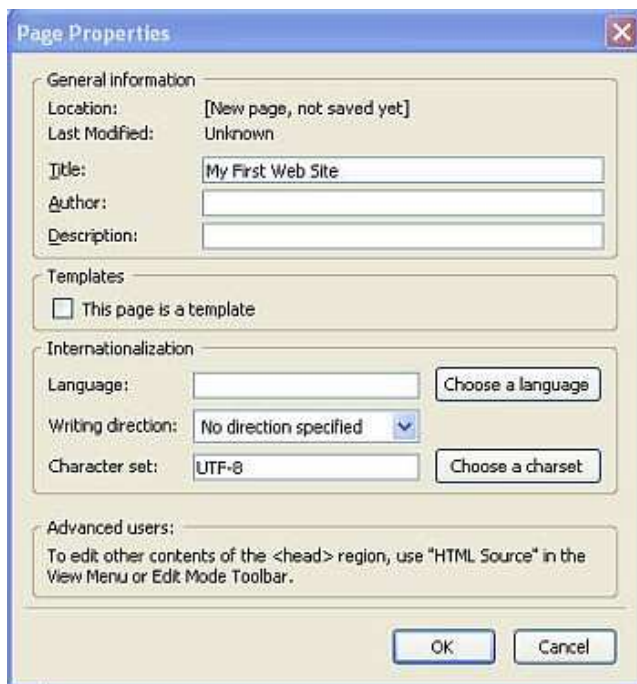 Page Properties
General information
Location: [New page, not saved yet]
Last Modified: Unknown
Title: My First Web Site
Author:
Description:
Templates
This page is a template
Internationalization
Language: Choose a language
Writing direction: No direction specified
Character set: UTF-8 Choose a charset
Advanced users:
To edit other contents of the <head> region, use "HTML Source" in the
View Menu or Edit Mode Toolbar.
OK Cancel